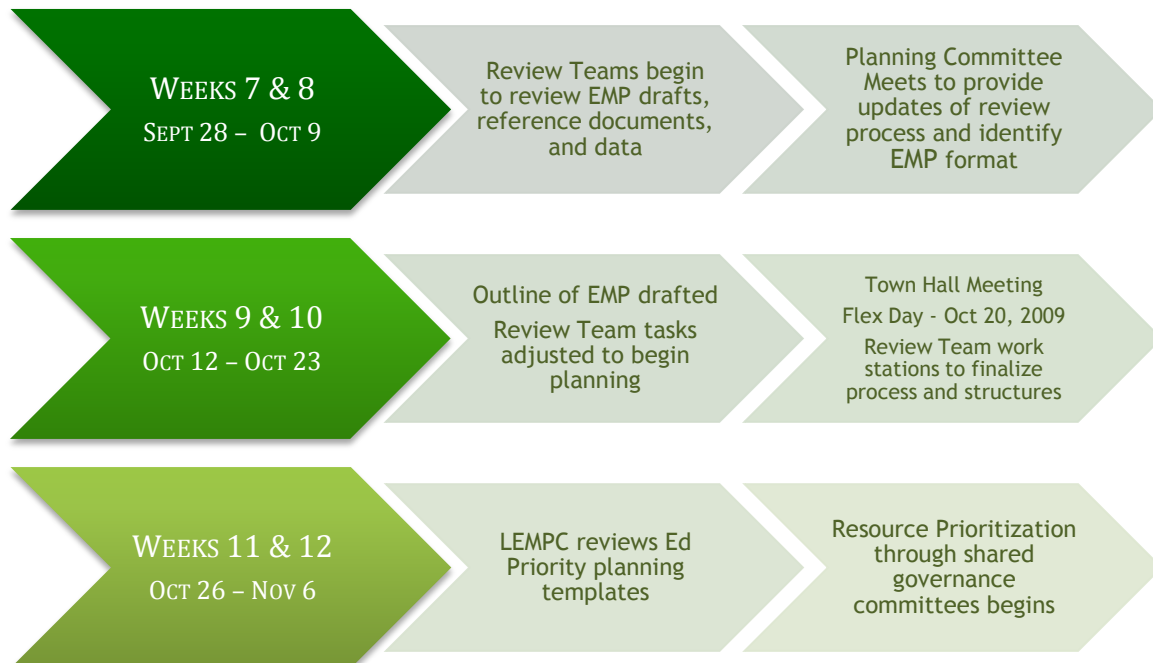 WEEKS 7 & 8
SEPT 28 – OCT 9
Review Teams begin
to review EMP drafts,
reference documents,
and data
Planning Committee
Meets to provide
updates of review
process and identify
EMP format
WEEKS 9 & 10
OCT 12 – OCT 23
Outline of EMP drafted
Review Team tasks
adjusted to begin
planning
Town Hall Meeting
Flex Day - Oct 20, 2009
Review Team work
stations to finalize
process and structures
WEEKS 11 & 12
OCT 26 – NOV 6
LEMPC reviews Ed
Priority planning
templates
Resource Prioritization
through shared
governance
committees begins